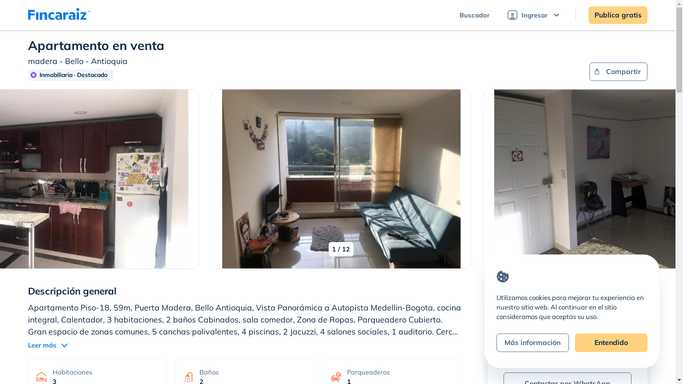 Fincaraiz
Buscador
Ingresar
Publica gratis
Apartamento en venta
madera - Bello - Antioquia
Inmobiliaria - Destacado
Compartir
1 / 12
Descripción general
Apartamento Piso-18, 59m, Puerta Madera, Bello Antioquia, Vista Panorámica a Autopista Medellin-Bogota, cocina
integral, Calentador, 3 habitaciones, 2 baños Cabinados, sala comedor, Zona de Ropas, Parqueadero Cubierto.
Gran espacio de zonas comunes, 5 canchas polivalentes, 4 piscinas, 2 Jacuzzi, 4 salones sociales, 1 auditorio. Cerc...
Leer más
Habitaciones
3
Baños
2
Parqueaderos
1
Utilizamos cookies para mejorar tu experiencia en
nuestro sitio web. Al continuar en el sitio
consideramos que aceptas su uso.
Más información
Entendido
Contactar por WhatsApp